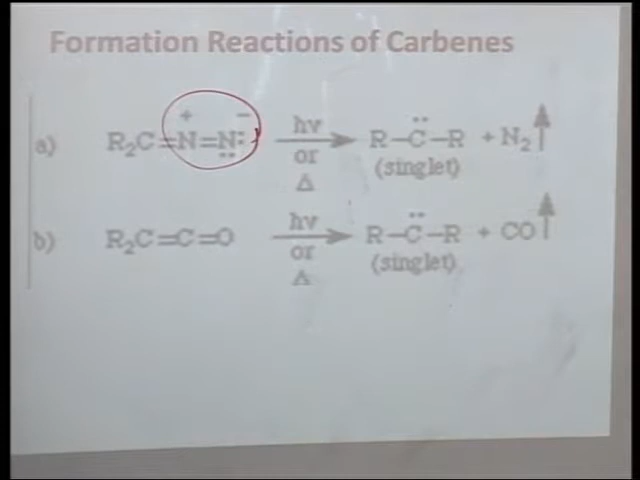 Formation Reactions of Carbenes
a) R₂C=N⁺=N̈:⁻ hν or Δ R–C̈–R + N₂↑
(singlet)
b) R₂C=C=O hν or Δ R–C̈–R + CO↑
(singlet)